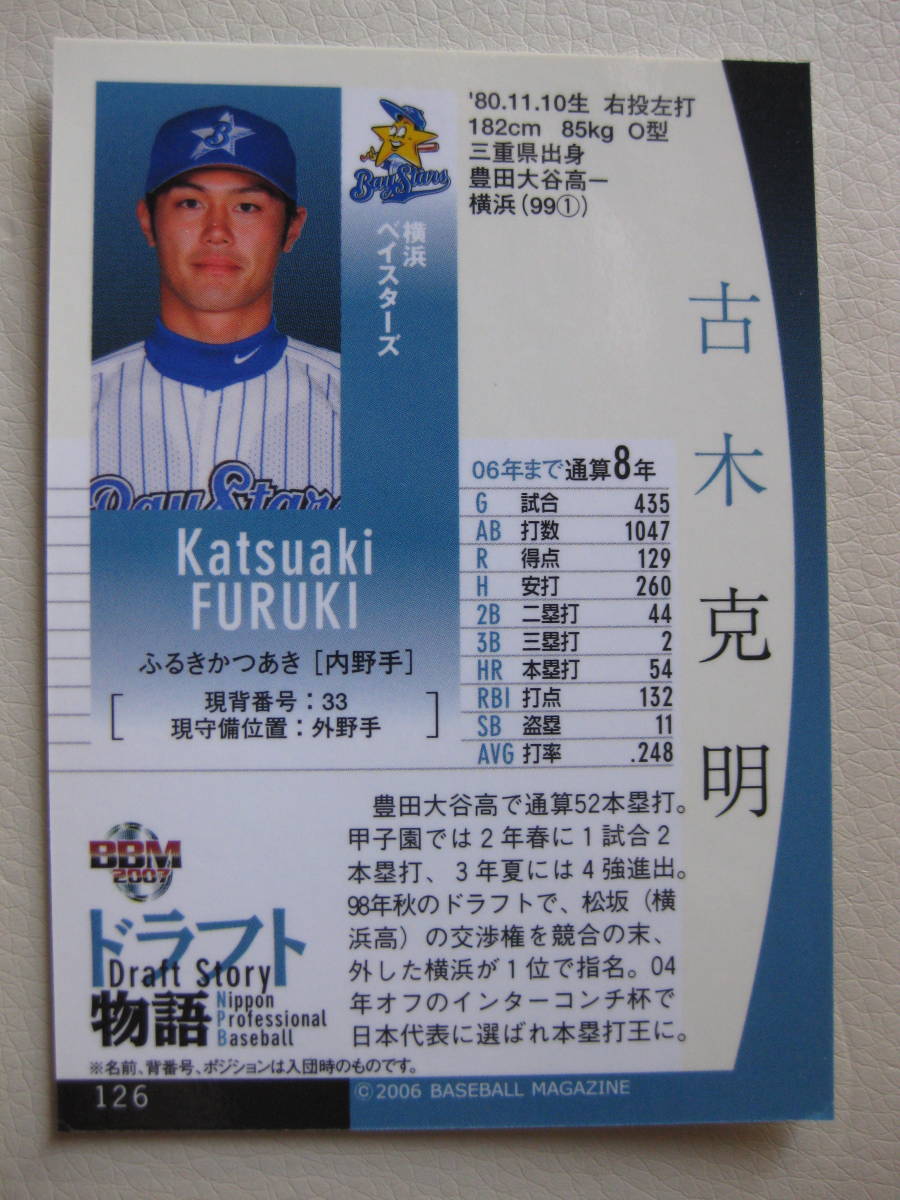 '80.11.10生 右投左打
182cm 85kg O型
三重県出身
豊田大谷高―
横浜(99①)
B
BayStars
横浜
ベイスターズ
BayStars
古木克明
Katsuaki
FURUKI
ふるきかつあき [内野手]
現背番号:33
現守備位置:外野手
06年まで通算8年
G 試合 435
AB 打数 1047
R 得点 129
H 安打 260
2B 二塁打 44
3B 三塁打 2
HR 本塁打 54
RBI 打点 132
SB 盗塁 11
AVG 打率 .248
豊田大谷高で通算52本塁打。
甲子園では2年春に1試合2
本塁打、3年夏には4強進出。
98年秋のドラフトで、松坂(横
浜高)の交渉権を競合の末、
外した横浜が1位で指名。04
年オフのインターコンチ杯で
日本代表に選ばれ本塁打王に。
BBM
2007
ドラフト
Draft Story
物語
Nippon
Professional
Baseball
※名前、背番号、ポジションは入団時のものです。
126
©2006 BASEBALL MAGAZINE